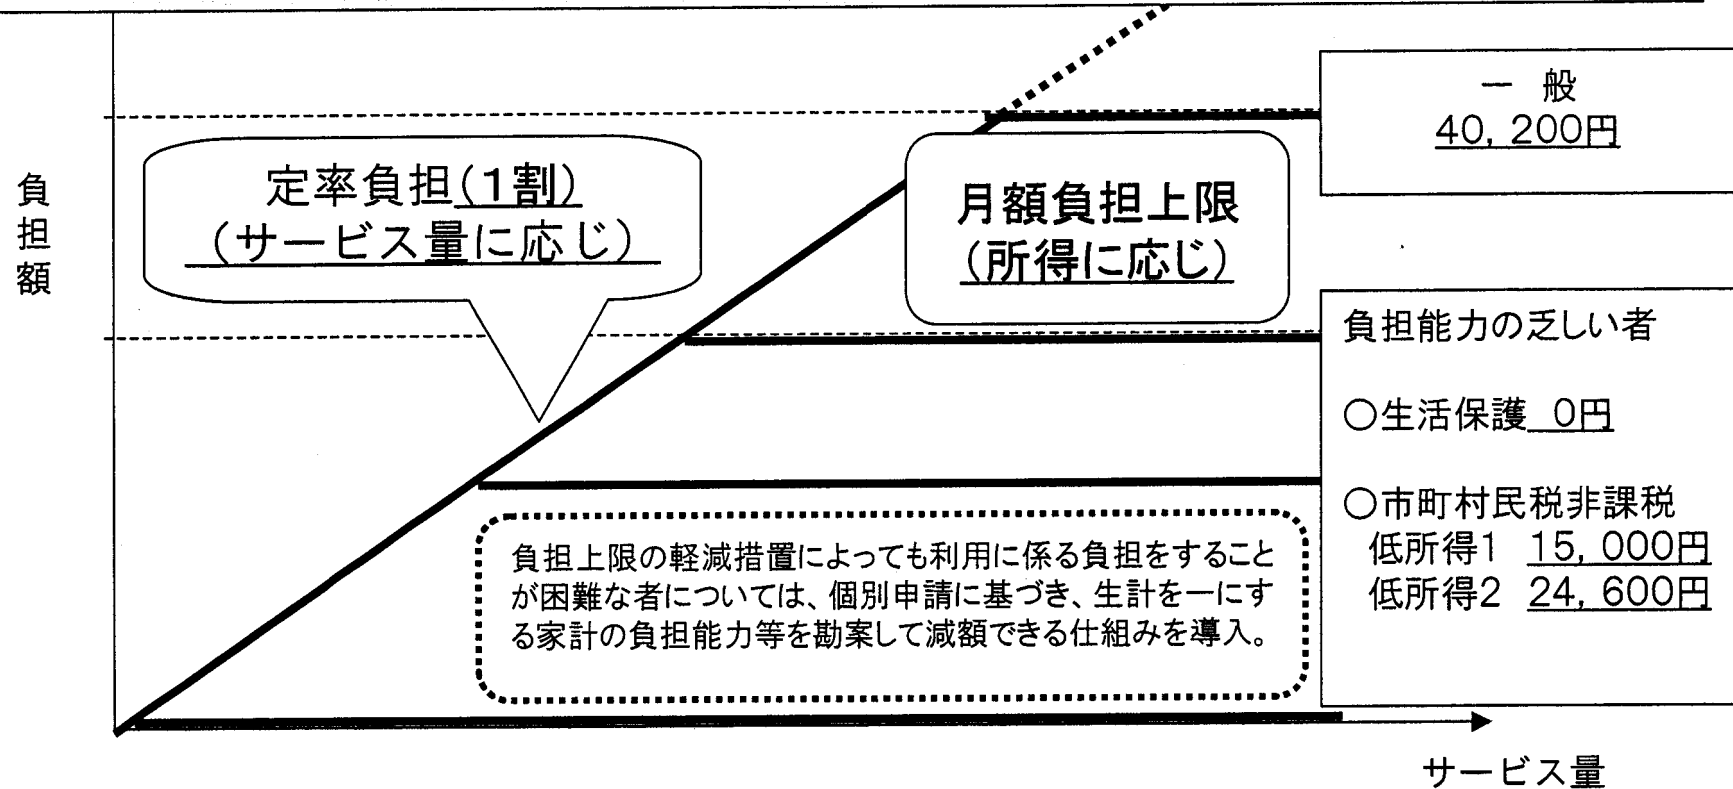 負担額
定率負担(1割)
(サービス量に応じ)
月額負担上限
(所得に応じ)
一 般
40,200円
負担能力の乏しい者
○生活保護 0円
○市町村民税非課税
低所得1 15,000円
低所得2 24,600円
負担上限の軽減措置によっても利用に係る負担をすること
が困難な者については、個別申請に基づき、生計を一にす
る家計の負担能力等を勘案して減額できる仕組みを導入。
サービス量